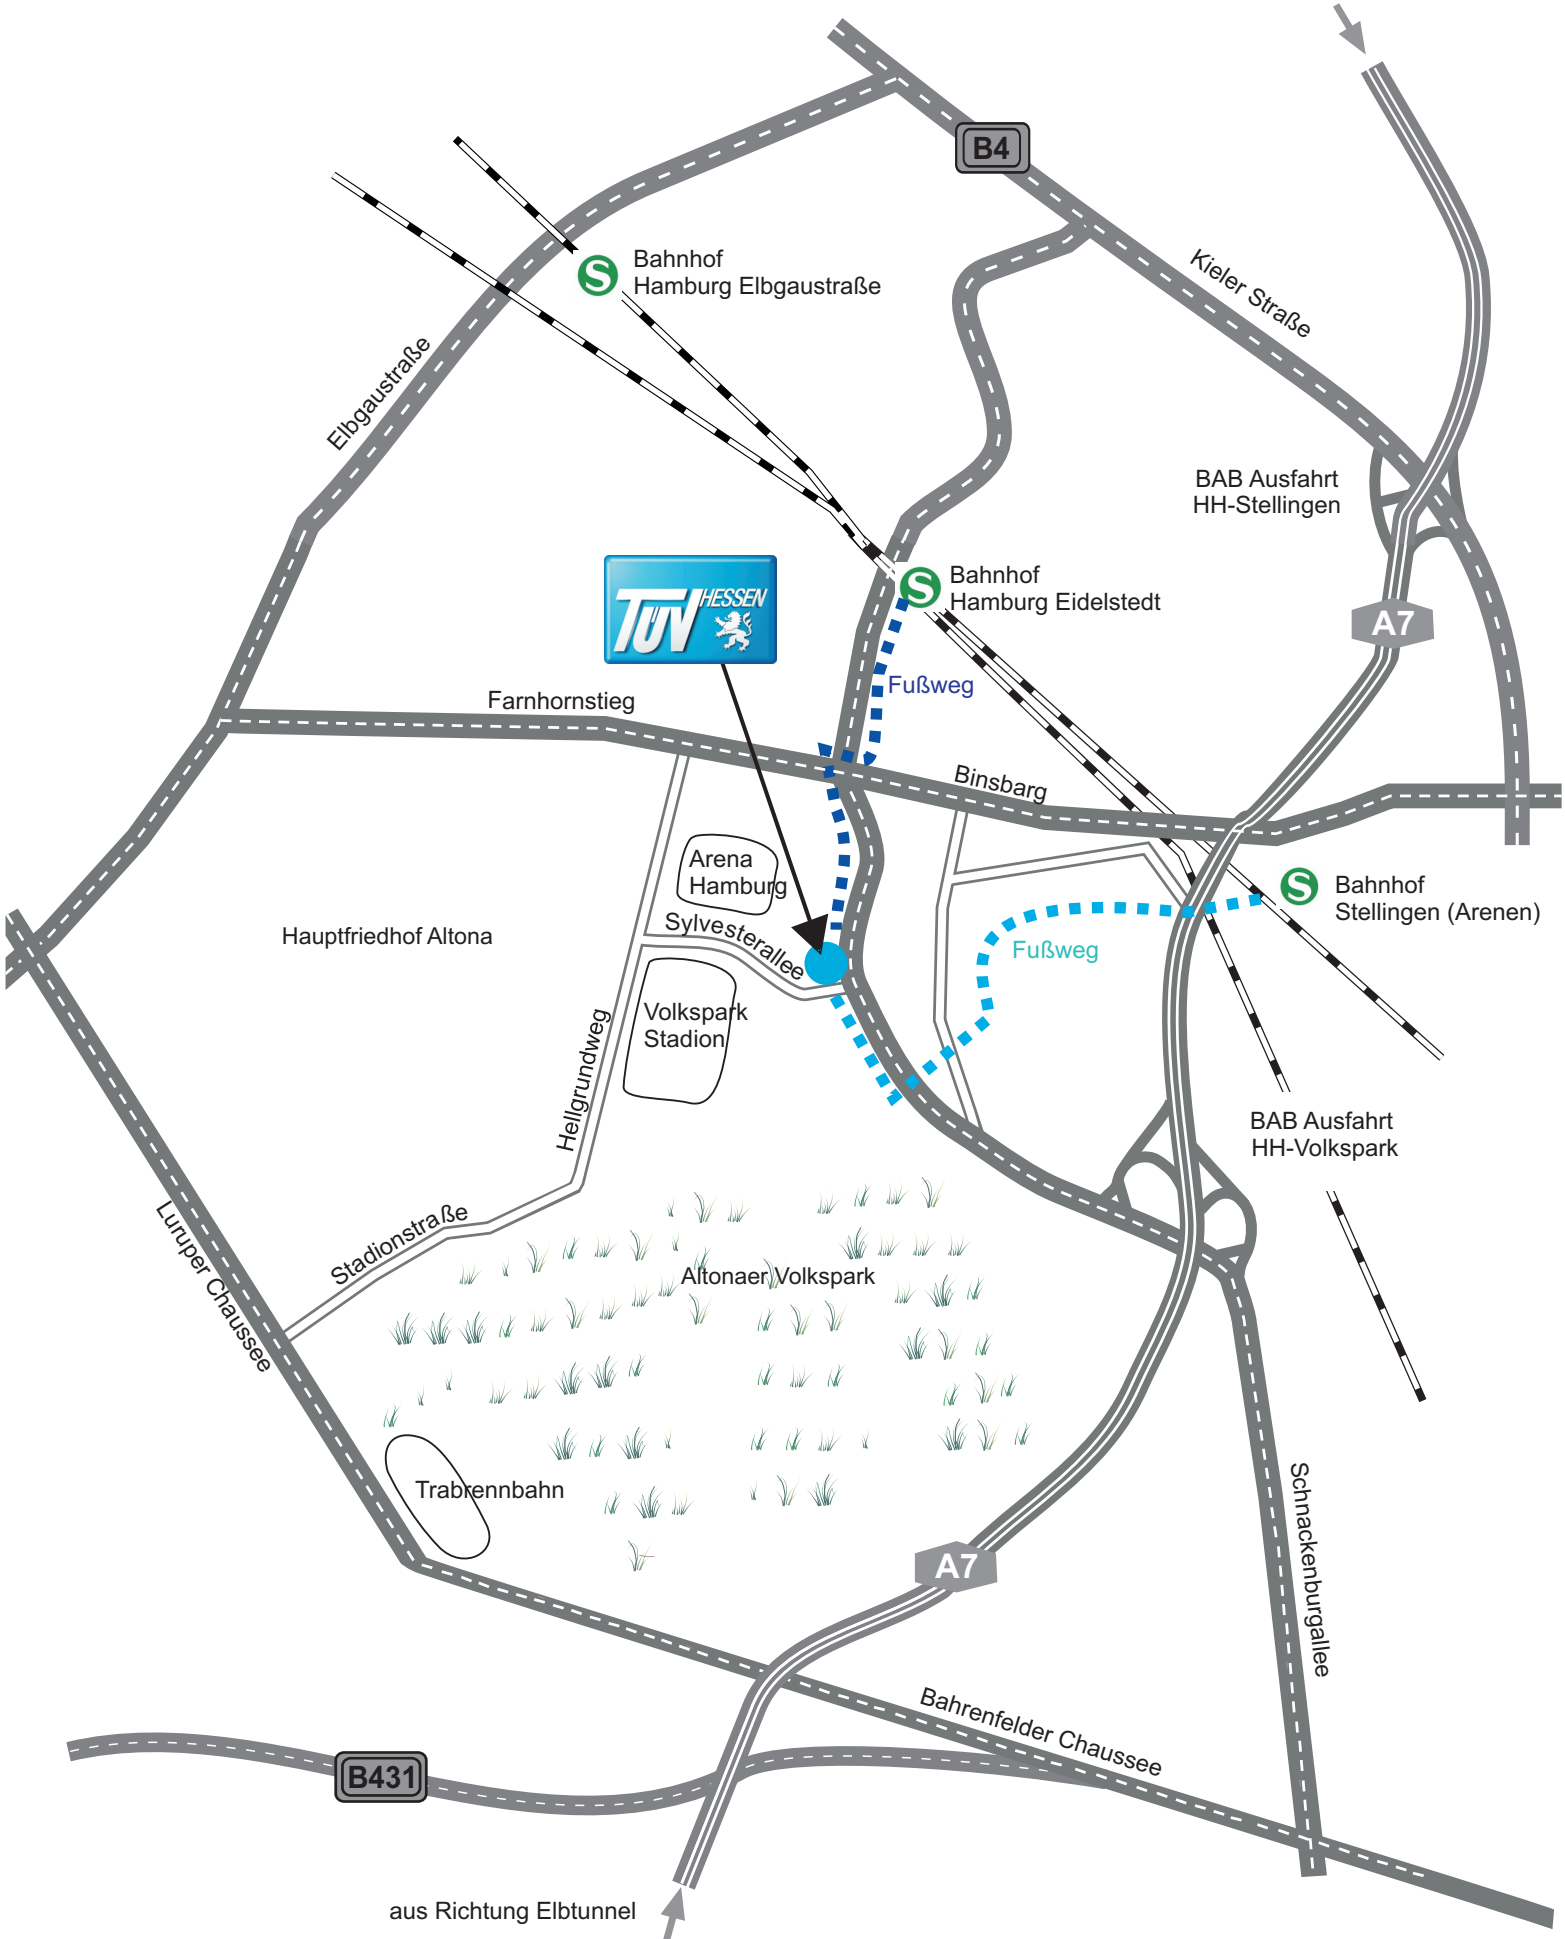 B4
Bahnhof
Hamburg Elbgaustraße
Kieler Straße
Elbgaustraße
BAB Ausfahrt
HH-Stellingen
TÜV HESSEN
Bahnhof
Hamburg Eidelstedt
A7
Fußweg
Farnhornstieg
Binsbarg
Arena
Hamburg
Bahnhof
Stellingen (Arenen)
Sylvesterallee
Hauptfriedhof Altona
Fußweg
Volkspark
Stadion
Hellgrundweg
BAB Ausfahrt
HH-Volkspark
Stadionstraße
Luruper Chaussee
Altonaer Volkspark
Trabrennbahn
Schnackenburgallee
A7
Bahrenfelder Chaussee
B431
aus Richtung Elbtunnel
S
S
S